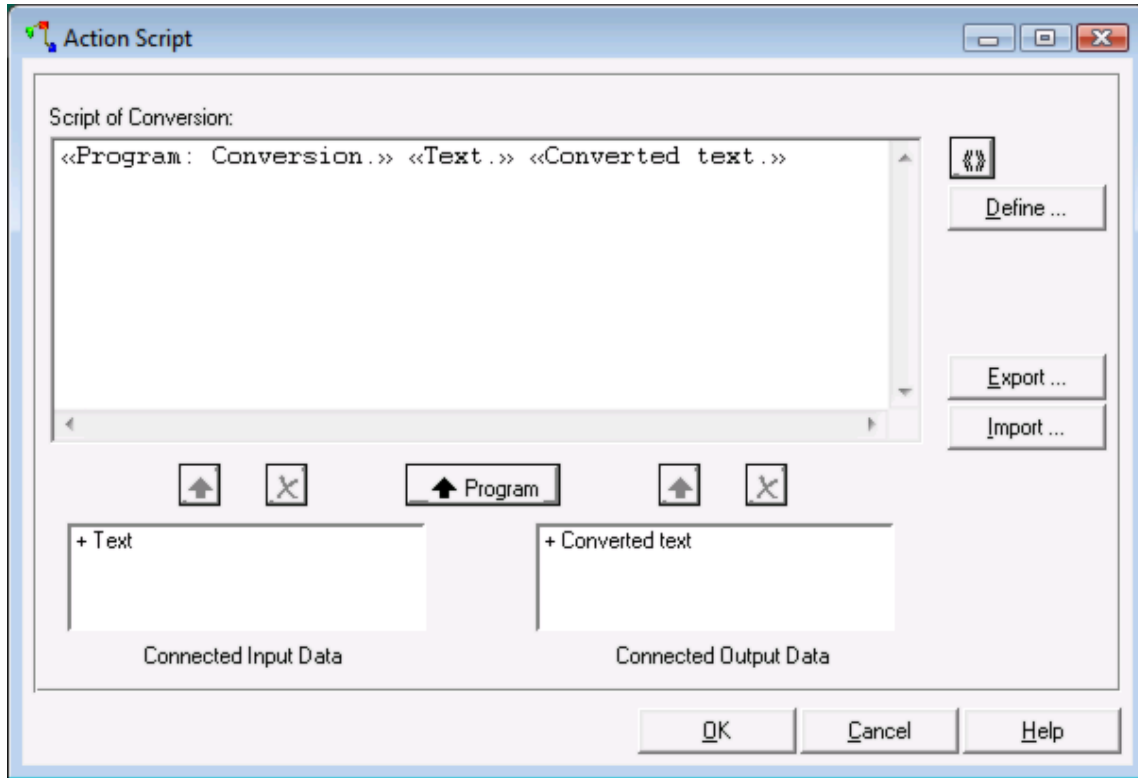 Action Script
Script of Conversion:
«Program: Conversion.» «Text.» «Converted text.»
«»
Define ...
Export ...
Import ...
Program
+ Text
+ Converted text
Connected Input Data
Connected Output Data
OK
Cancel
Help